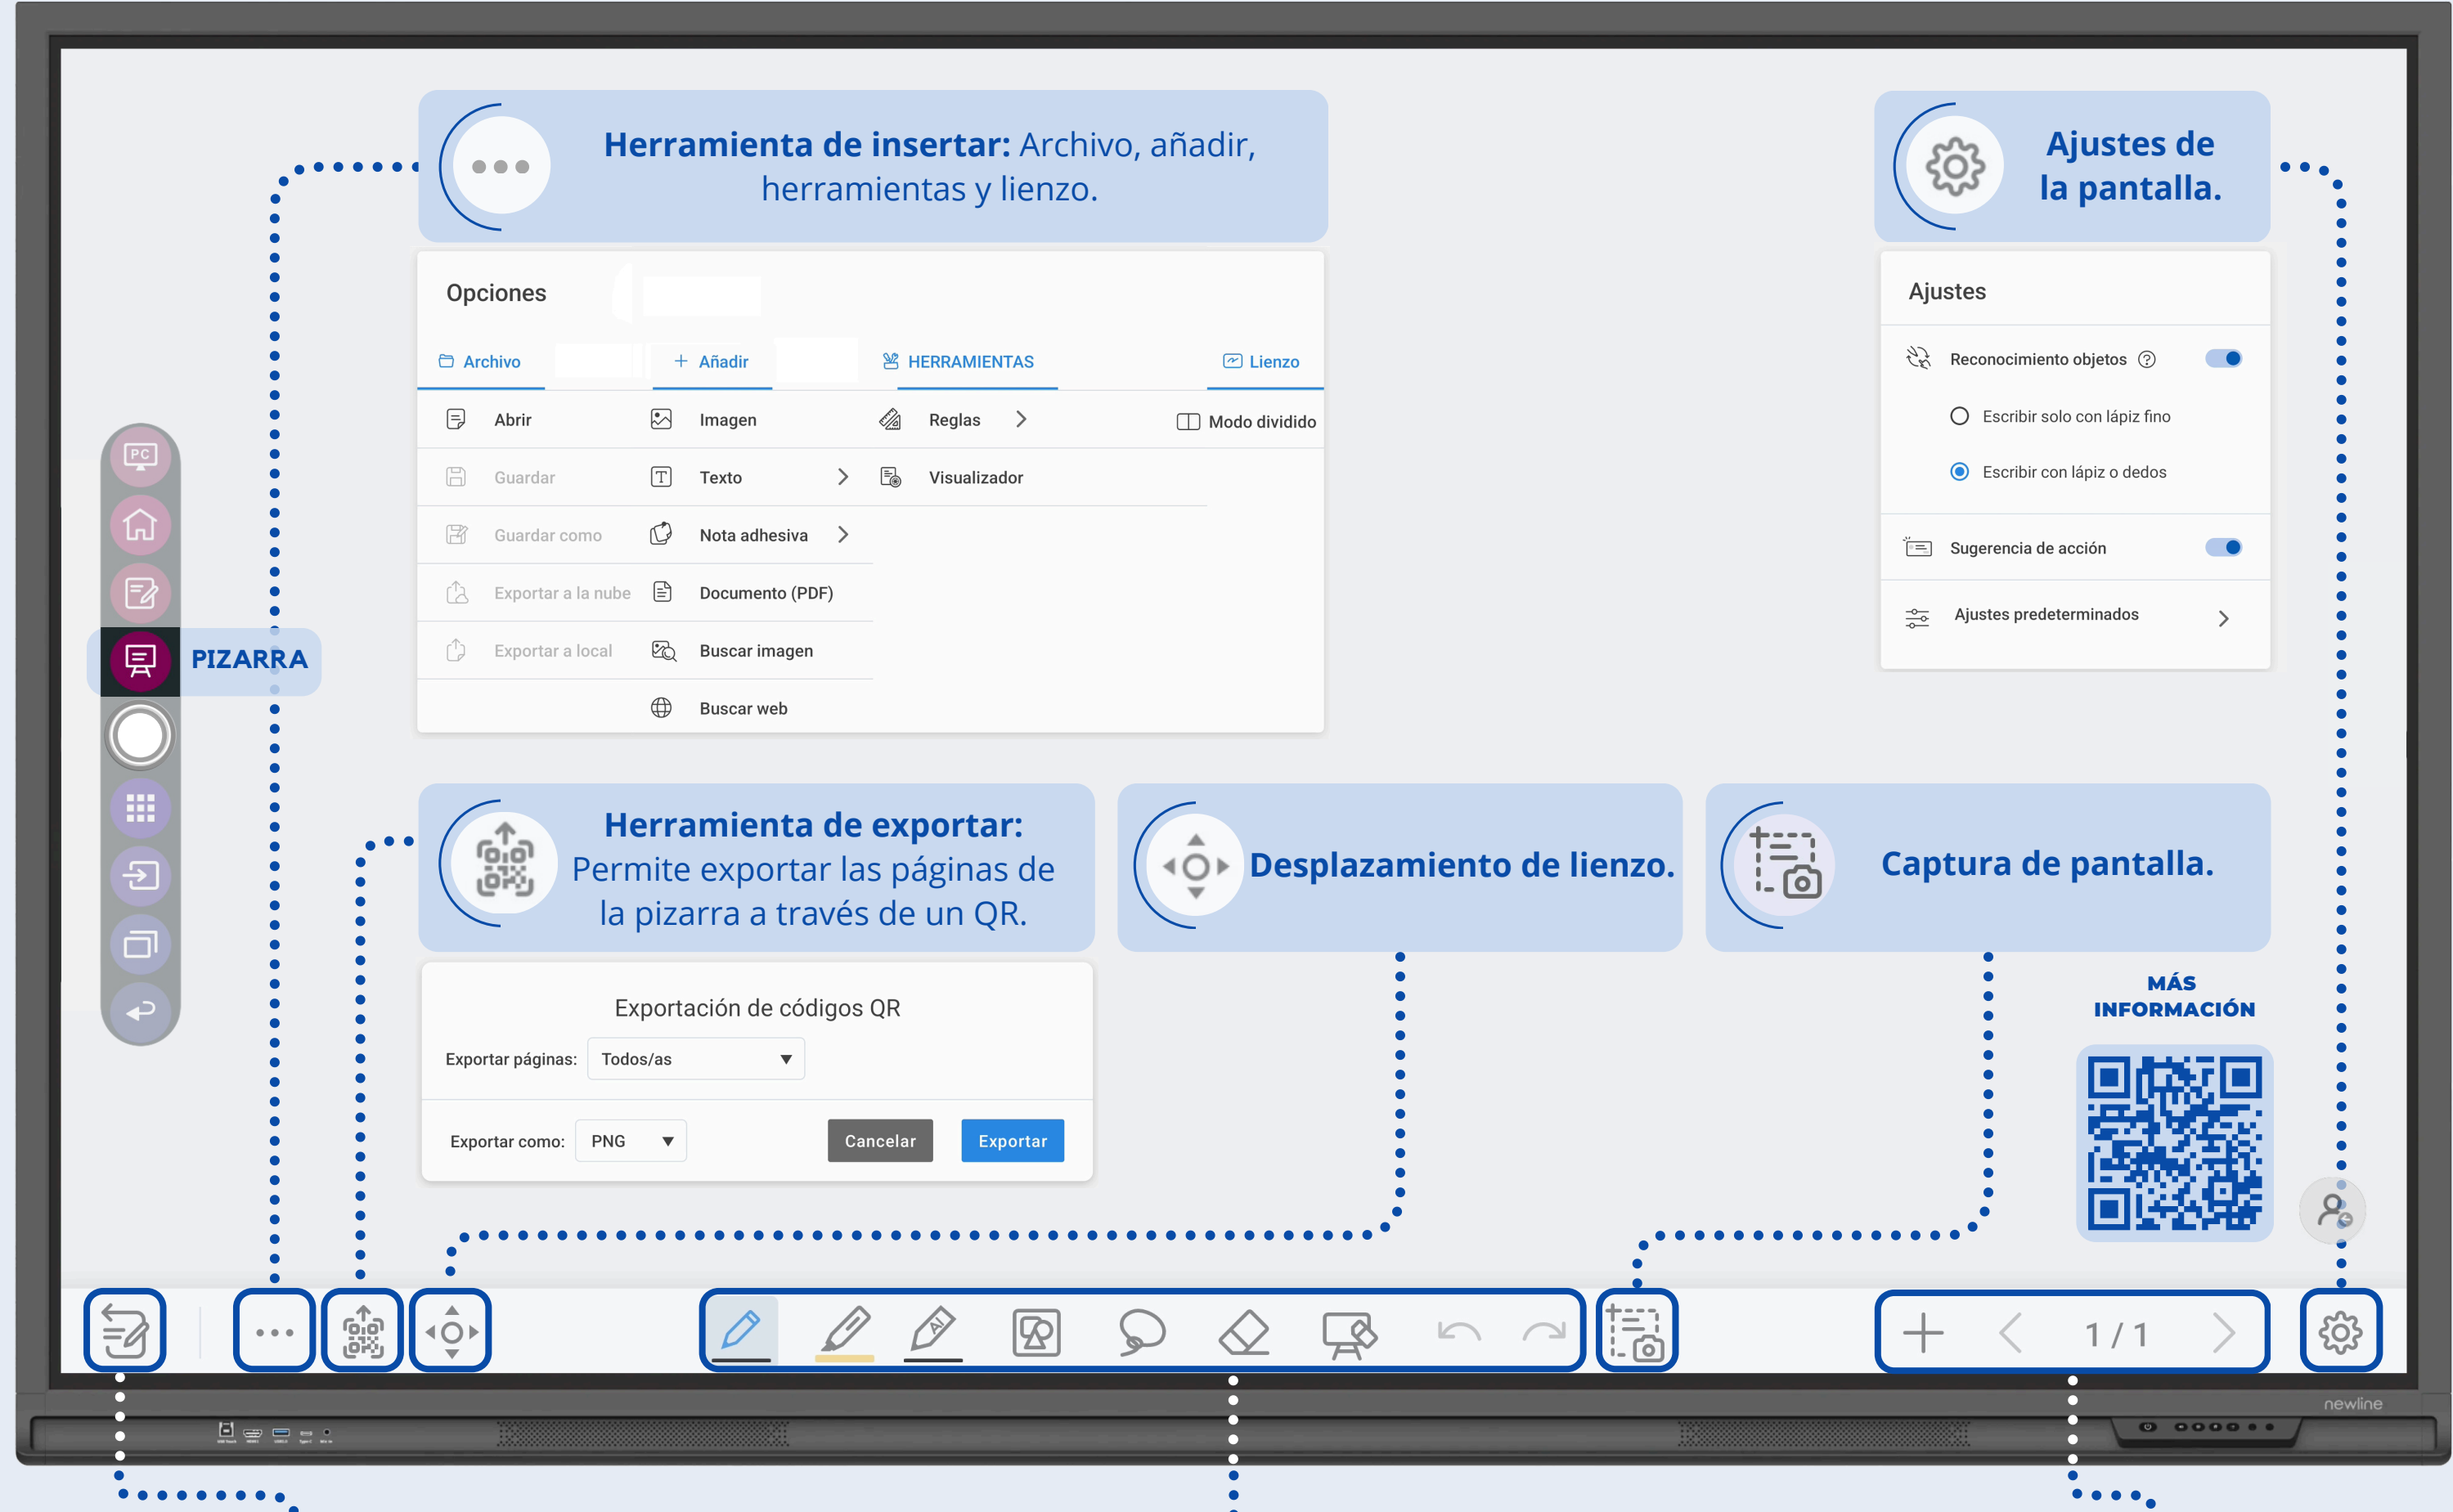 Herramienta de insertar: Archivo, añadir,
herramientas y lienzo.
Ajustes de
la pantalla.
Opciones
Archivo
Añadir
HERRAMIENTAS
Lienzo
Abrir
Imagen
Reglas
Modo dividido
Guardar
Texto
Visualizador
Guardar como
Nota adhesiva
Exportar a la nube
Documento (PDF)
Exportar a local
Buscar imagen
Buscar web
Ajustes
Reconocimiento objetos
Escribir solo con lápiz fino
Escribir con lápiz o dedos
Sugerencia de acción
Ajustes predeterminados
PC
PIZARRA
Herramienta de exportar:
Permite exportar las páginas de
la pizarra a través de un QR.
Desplazamiento de lienzo.
Captura de pantalla.
Exportación de códigos QR
Exportar páginas: Todos/as
Exportar como: PNG
Cancelar
Exportar
MÁS
INFORMACIÓN
AI
1 / 1
newline